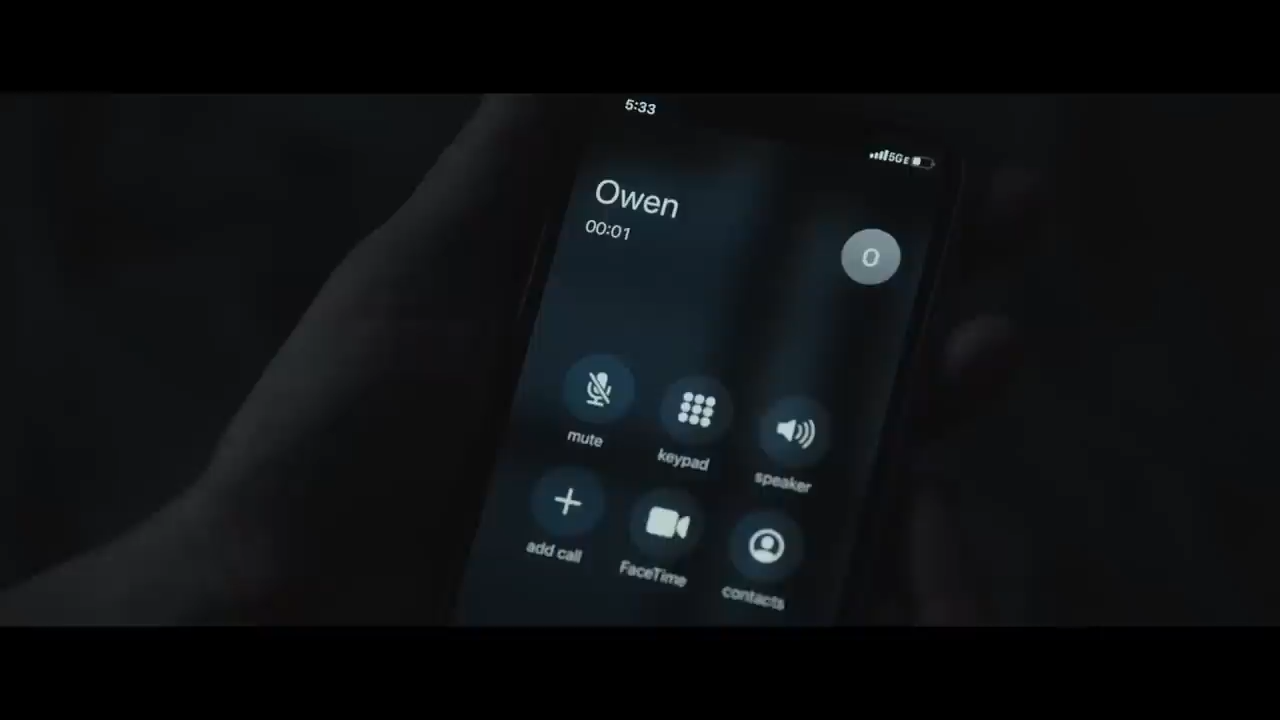 5:33
5GE
Owen
00:01
O
mute
keypad
speaker
add call
FaceTime
contacts